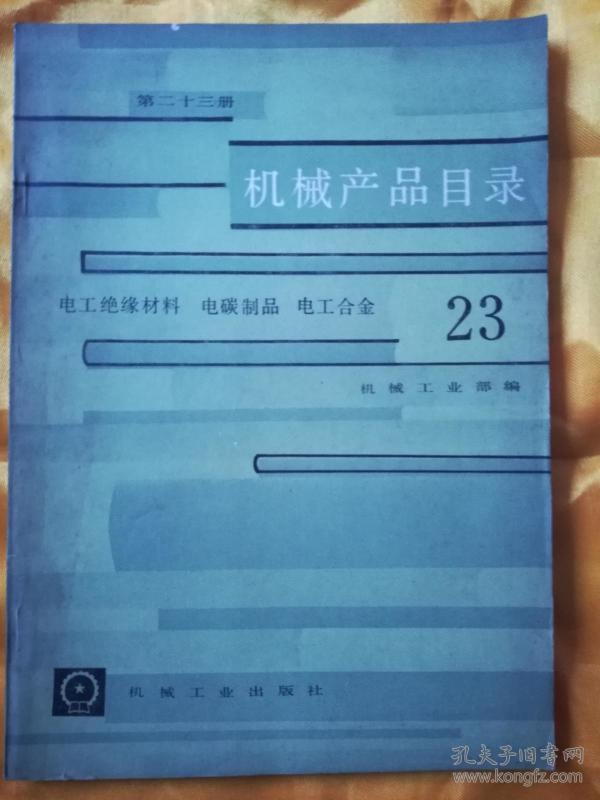 第二十三册
机械产品目录
电工绝缘材料 电碳制品 电工合金
23
机械工业部编
机械工业出版社
孔夫子旧书网
www.kongfz.com